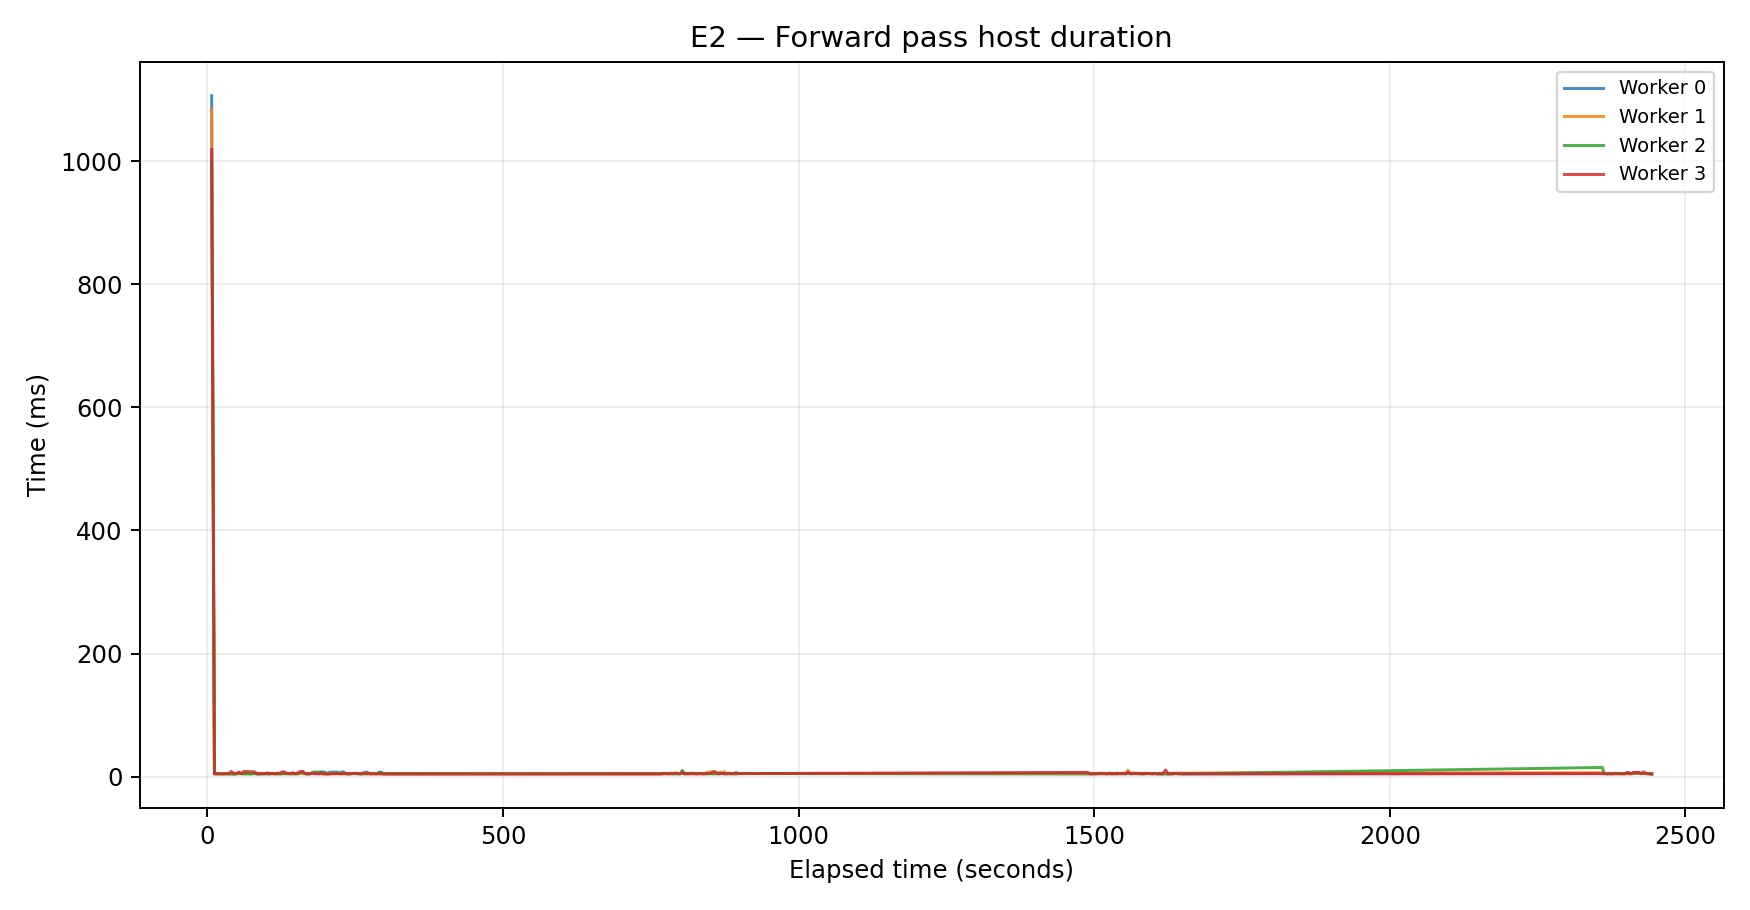 E2 — Forward pass host duration
Worker 0
Worker 1
Worker 2
Worker 3
Time (ms)
1000
800
600
400
200
0
0 500 1000 1500 2000 2500
Elapsed time (seconds)